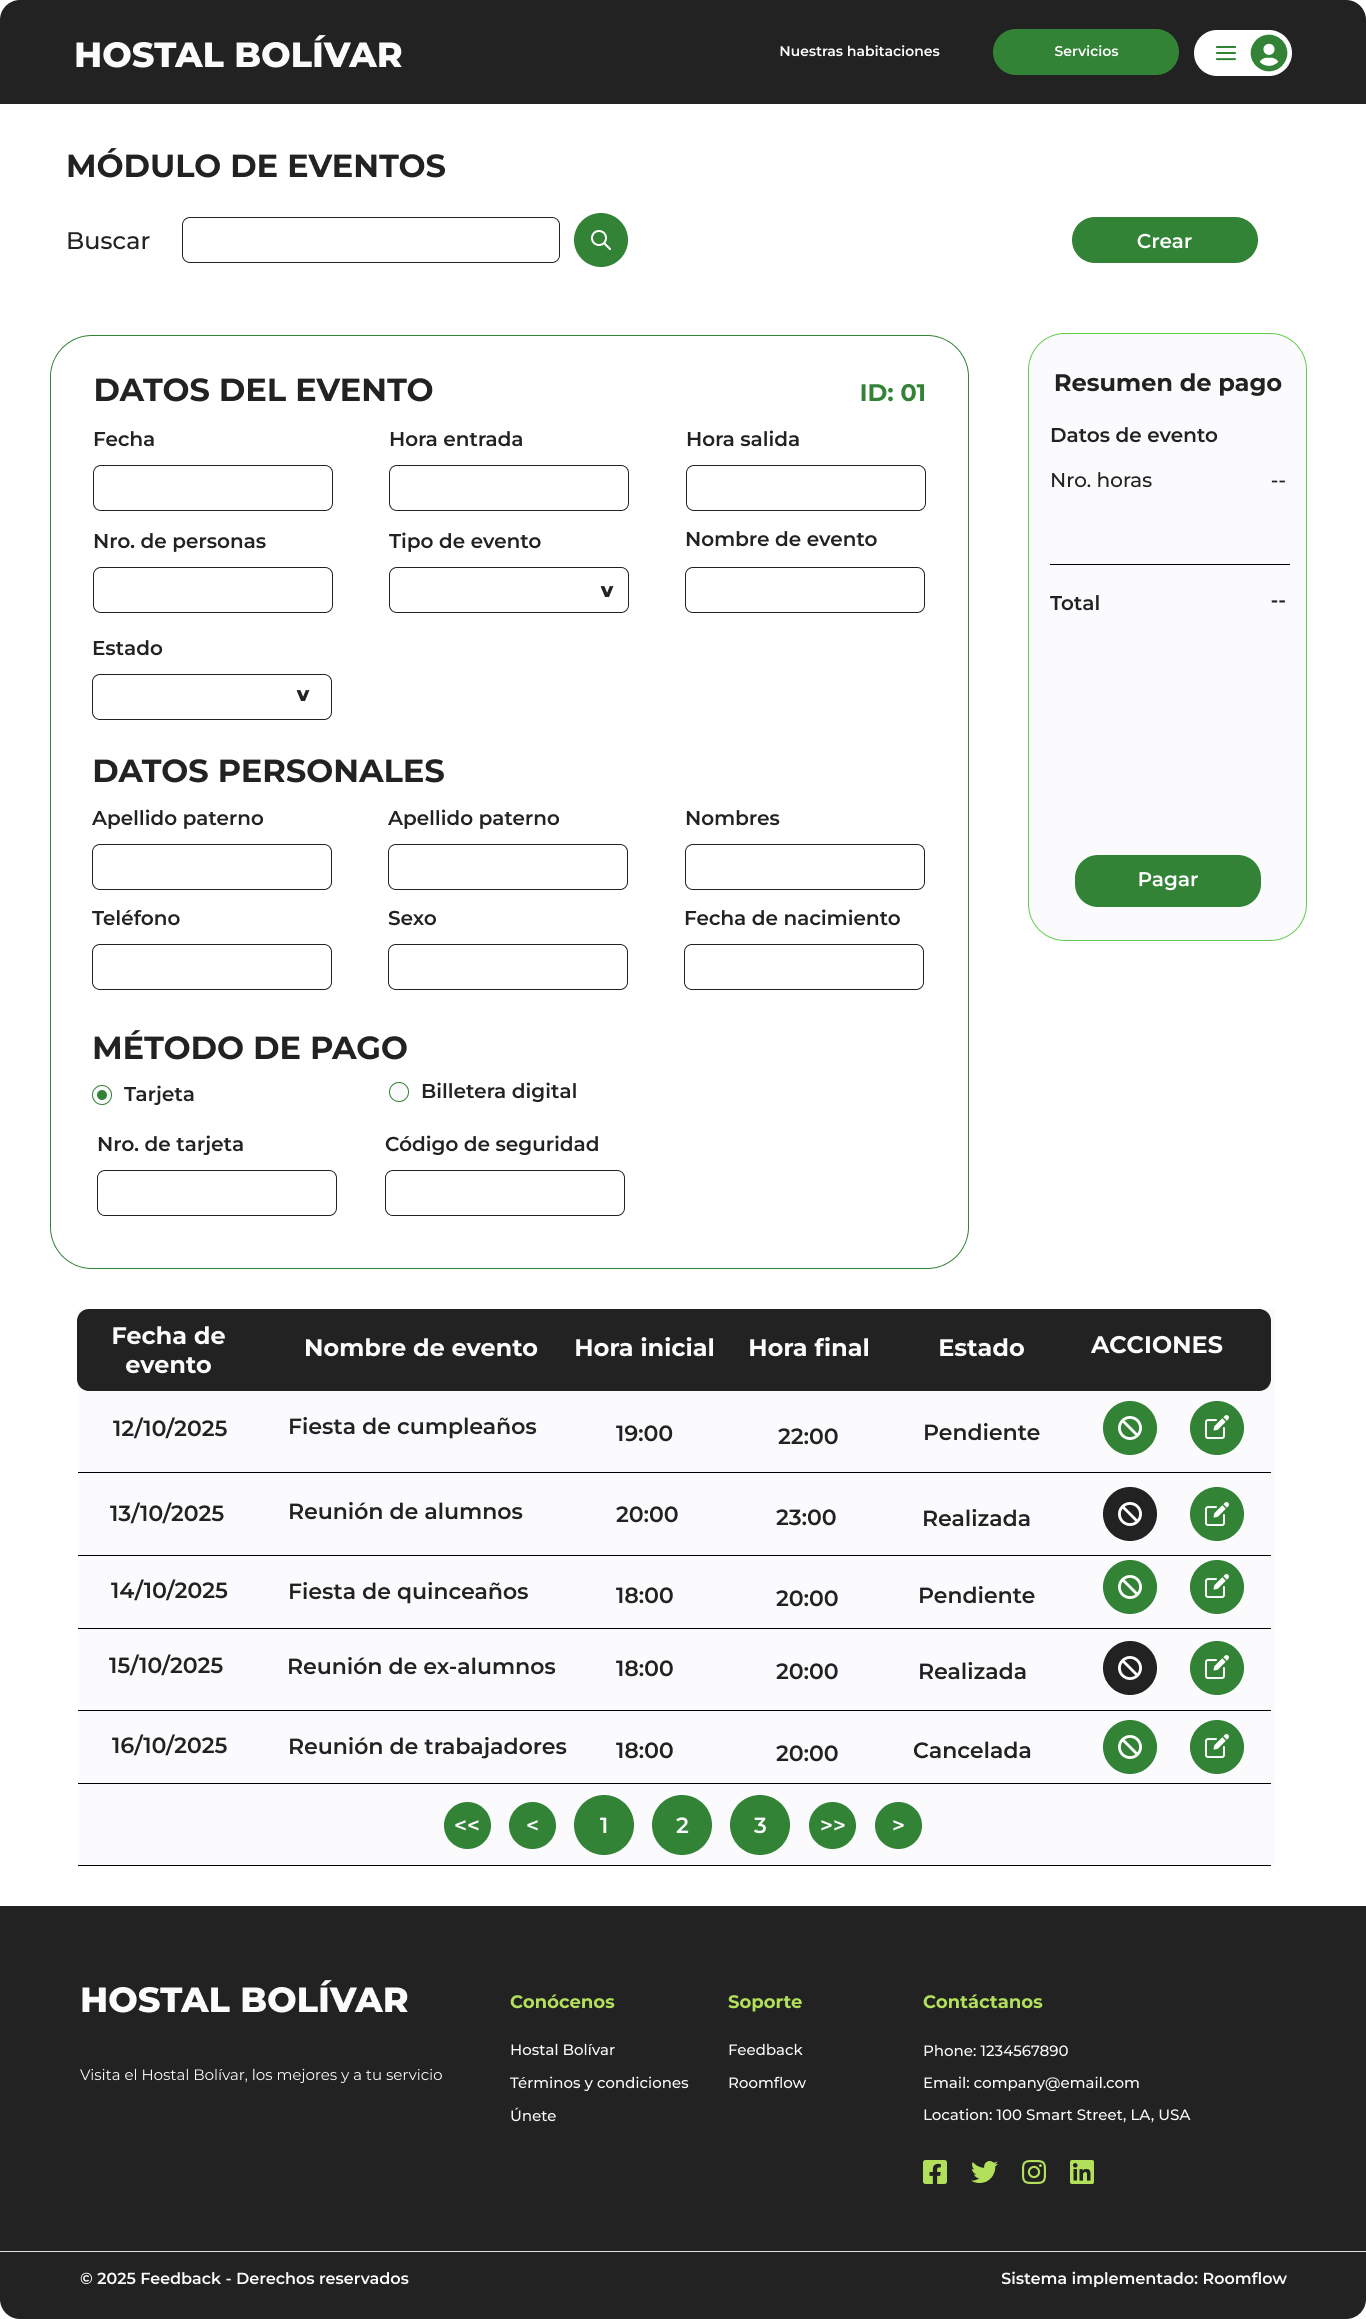 HOSTAL BOLÍVAR
Nuestras habitaciones
Servicios
MÓDULO DE EVENTOS
Buscar
Crear
DATOS DEL EVENTO
ID: 01
Fecha
Hora entrada
Hora salida
Nro. de personas
Tipo de evento
Nombre de evento
v
Estado
v
DATOS PERSONALES
Apellido paterno
Apellido paterno
Nombres
Teléfono
Sexo
Fecha de nacimiento
MÉTODO DE PAGO
Tarjeta
Billetera digital
Nro. de tarjeta
Código de seguridad
Resumen de pago
Datos de evento
Nro. horas --
Total --
Pagar
Fecha de
evento
Nombre de evento
Hora inicial
Hora final
Estado
ACCIONES
12/10/2025 Fiesta de cumpleaños 19:00 22:00 Pendiente
13/10/2025 Reunión de alumnos 20:00 23:00 Realizada
14/10/2025 Fiesta de quinceaños 18:00 20:00 Pendiente
15/10/2025 Reunión de ex-alumnos 18:00 20:00 Realizada
16/10/2025 Reunión de trabajadores 18:00 20:00 Cancelada
<< < 1 2 3 >> >
HOSTAL BOLÍVAR
Visita el Hostal Bolívar, los mejores y a tu servicio
Conócenos
Hostal Bolívar
Términos y condiciones
Únete
Soporte
Feedback
Roomflow
Contáctanos
Phone: 1234567890
Email: company@email.com
Location: 100 Smart Street, LA, USA
© 2025 Feedback - Derechos reservados
Sistema implementado: Roomflow